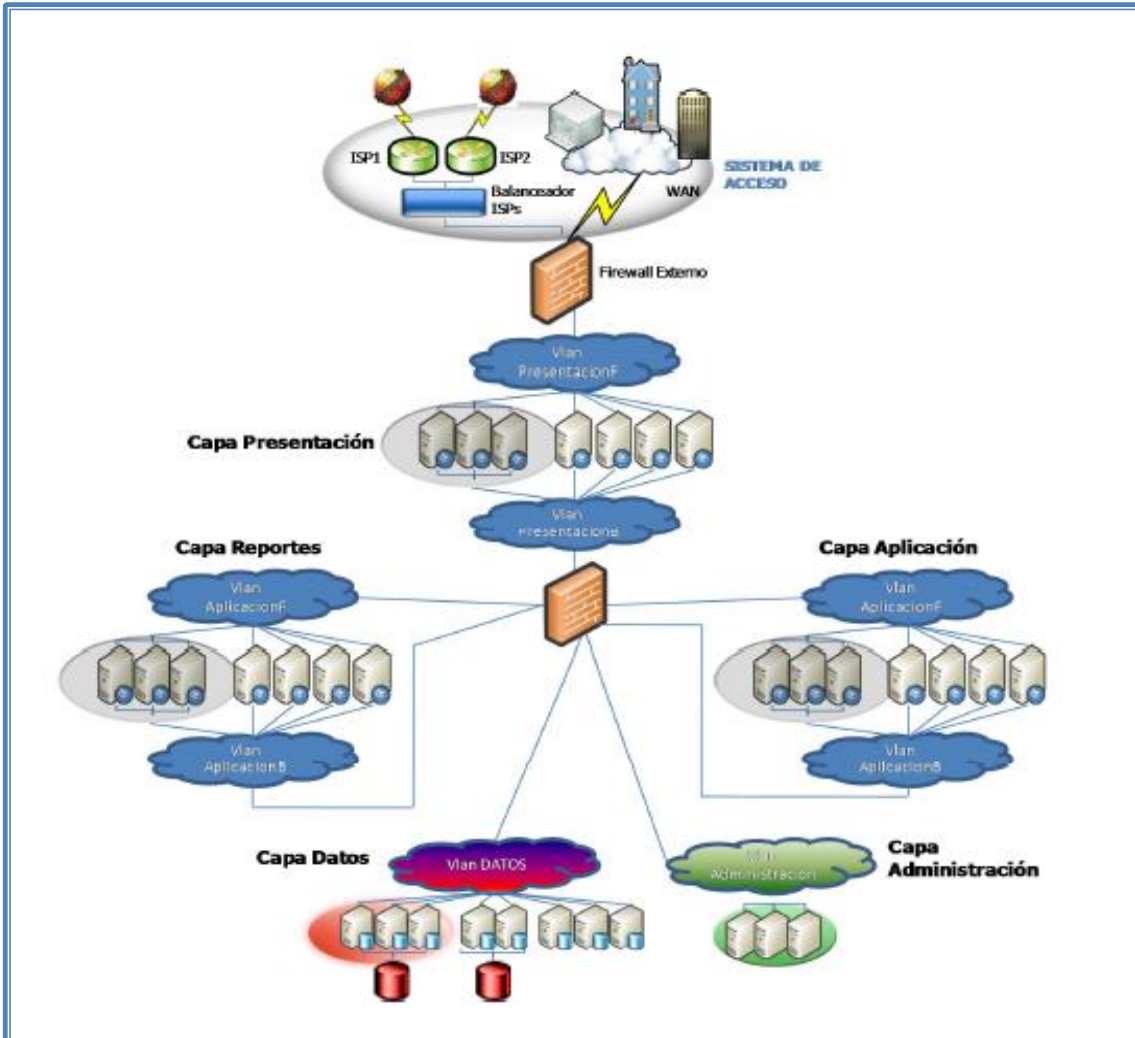 ISP1
ISP2
Balanceador
ISPs
WAN
SISTEMA DE
ACCESO
Firewall Externo
Vlan
PresentacionF
Capa Presentación
Vlan
PresentacionB
Capa Reportes
Vlan
AplicacionF
Vlan
AplicacionB
Capa Aplicación
Vlan
AplicacionF
Vlan
AplicacionB
Capa Datos
Vlan DATOS
Vlan
Administracion
Capa
Administración